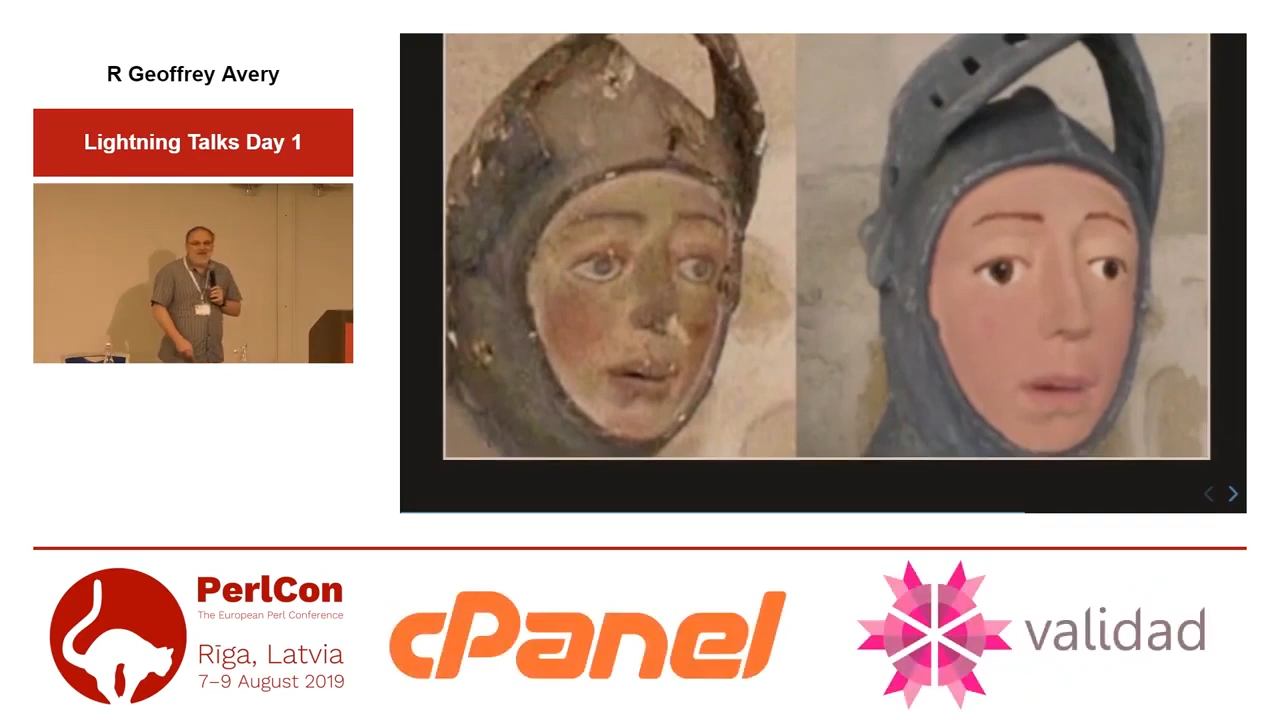 R Geoffrey Avery
Lightning Talks Day 1
PerlCon
The European Perl Conference
Rīga, Latvia
7–9 August 2019
cPanel
validad